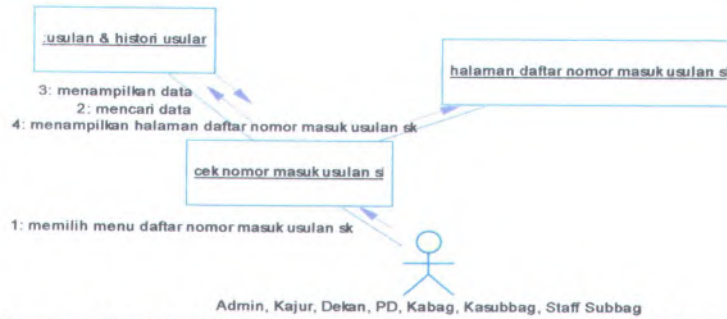 :usulan & histori usular
halaman daftar nomor masuk usulan s
3: menampilkan data
2: mencari data
4: menampilkan halaman daftar nomor masuk usulan sk
cek nomor masuk usulan s
1: memilih menu daftar nomor masuk usulan sk
Admin, Kajur, Dekan, PD, Kabag, Kasubbag, Staff Subbag